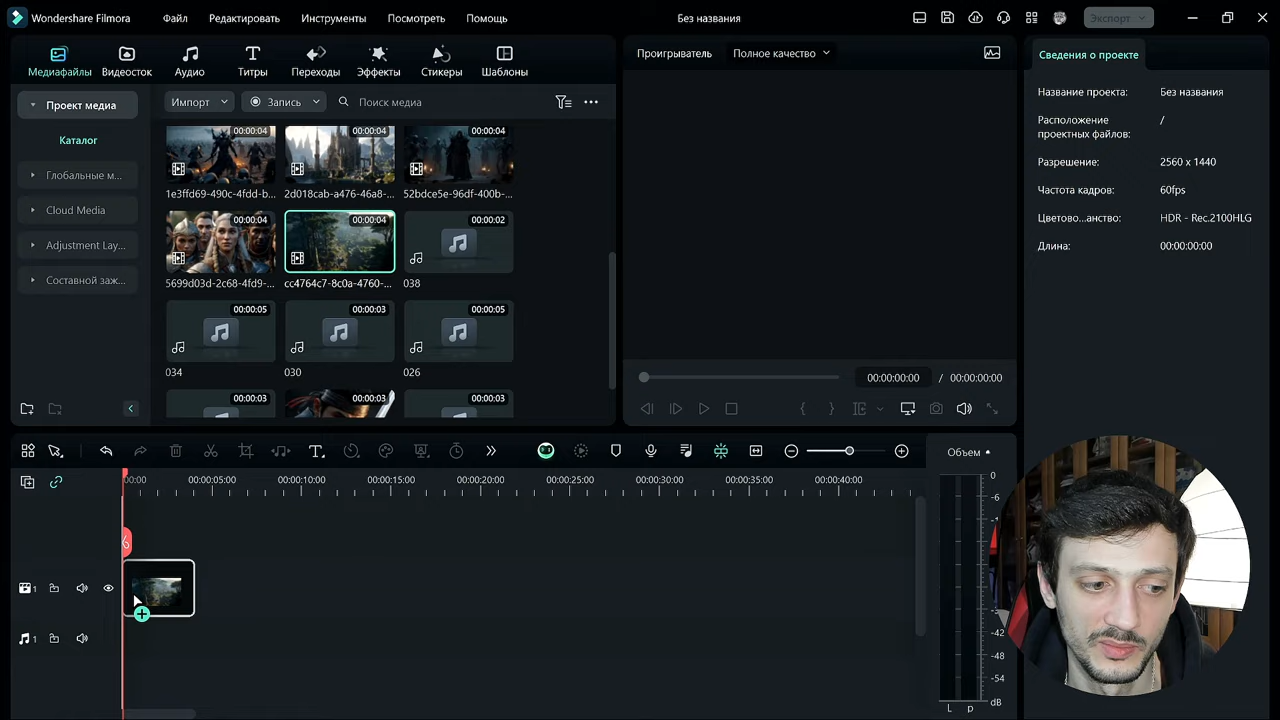 Wondershare Filmora
Файл
Редактировать
Инструменты
Посмотреть
Помощь
Без названия
Экспорт
Медиафайлы
Видеосток
Аудио
Титры
Переходы
Эффекты
Стикеры
Шаблоны
Проигрыватель
Полное качество
Сведения о проекте
Проект медиа
Импорт
Запись
Поиск медиа
Каталог
Глобальные м...
Cloud Media
Adjustment Lay...
Составной заж...
00:00:04
00:00:04
00:00:04
1e3ffd69-490c-4fdd-b...
2d018cab-a476-46a8-...
52bdce5e-96df-400b-...
00:00:04
00:00:04
00:00:02
5699d03d-2c68-4fd9-...
cc4764c7-8c0a-4760-...
038
00:00:05
00:00:03
00:00:05
034
030
026
00:00:03
00:00:03
00:00:03
Название проекта:
Без названия
Расположение
проектных файлов:
/
Разрешение:
2560 x 1440
Частота кадров:
60fps
Цветово...анство:
HDR - Rec.2100HLG
Длина:
00:00:00:00
00:00:00:00 / 00:00:00:00
Объем
:00:00
00:00:05:00
00:00:10:00
00:00:15:00
00:00:20:00
00:00:25:00
00:00:30:00
00:00:35:00
00:00:40:00
1
1
0
-6
-42
-48
-54
dB
L
р